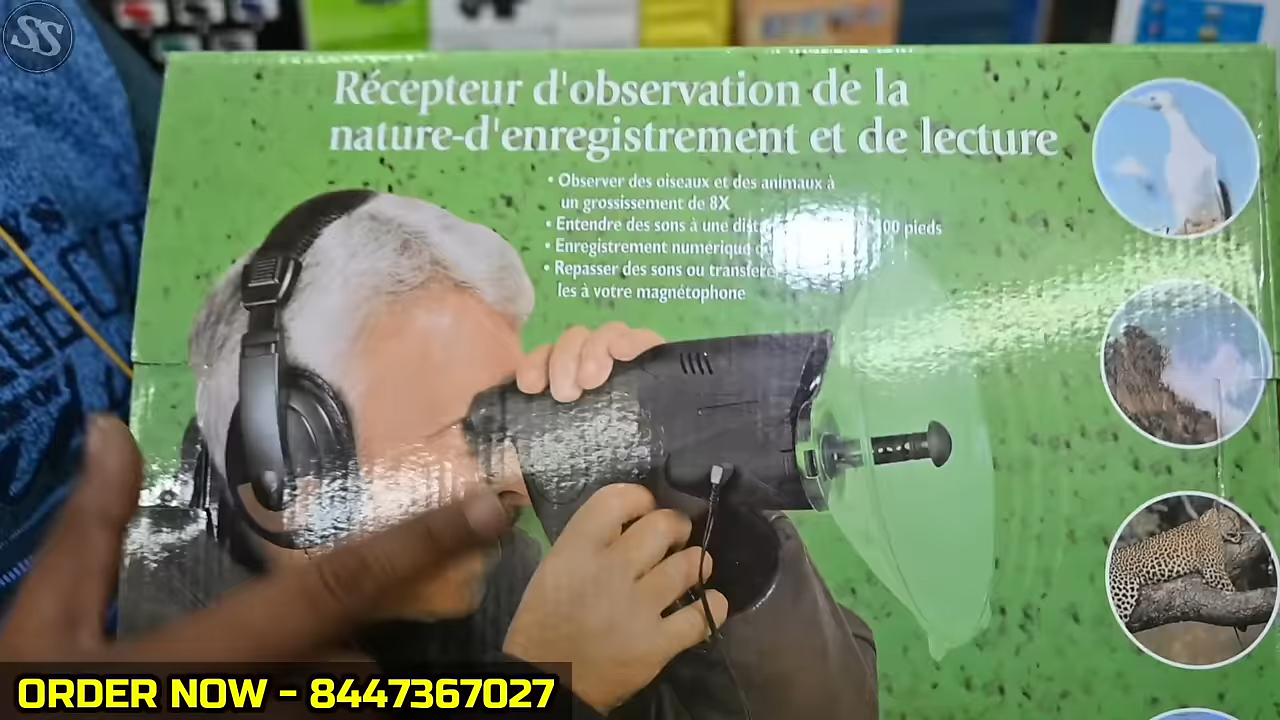 SS
Récepteur d'observation de la
nature-d'enregistrement et de lecture
• Observer des oiseaux et des animaux à
un grossissement de 8X
• Entendre des sons à une 00 pieds
• Enregistrement numérique
• Repasser des sons ou
les à votre magnétophone
ORDER NOW - 8447367027